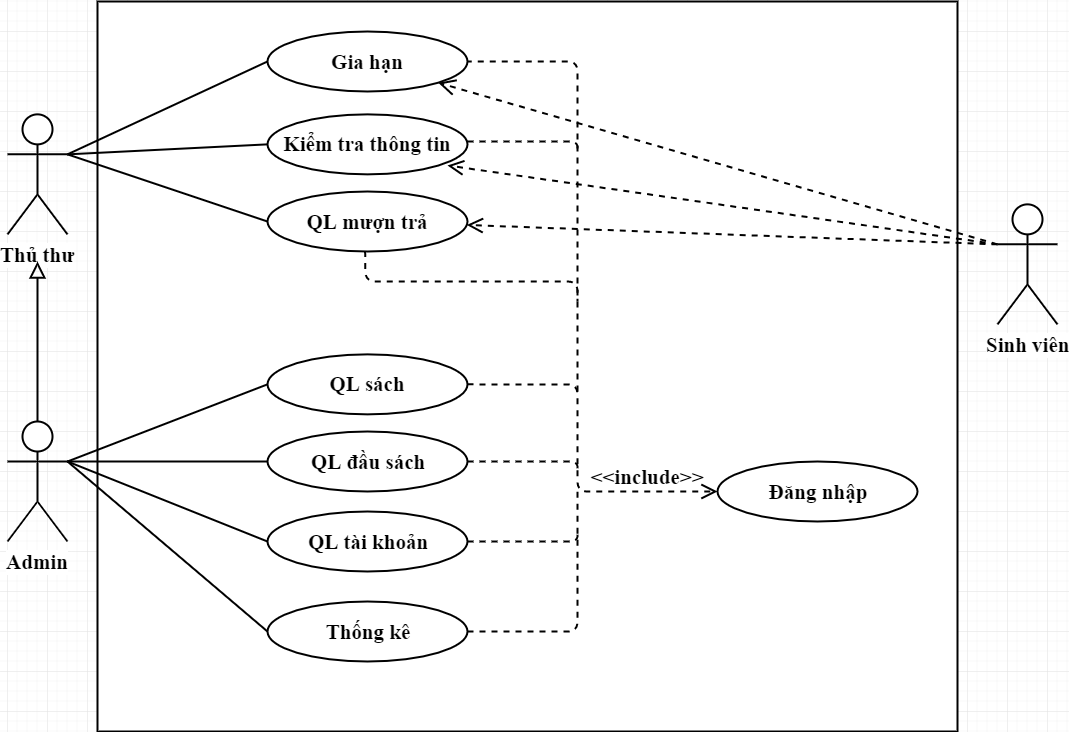 Gia hạn
Kiểm tra thông tin
QL mượn trả
Thủ thư
Sinh viên
QL sách
QL đầu sách
<<include>>
Đăng nhập
QL tài khoản
Admin
Thống kê